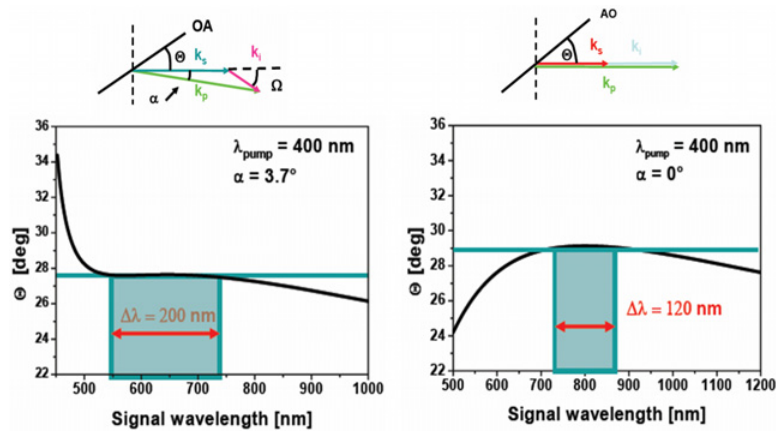 OA
Θ
k_s
k_i
α
k_p
Ω
36
34
32
30
28
26
24
22
Θ [deg]
λ_pump = 400 nm
α = 3.7°
Δλ = 200 nm
500 600 700 800 900 1000
Signal wavelength [nm]
AO
Θ
k_s
k_i
k_p
36
34
32
30
28
26
24
22
Θ [deg]
λ_pump = 400 nm
α = 0°
Δλ = 120 nm
500 600 700 800 900 1000 1100 1200
Signal wavelength [nm]